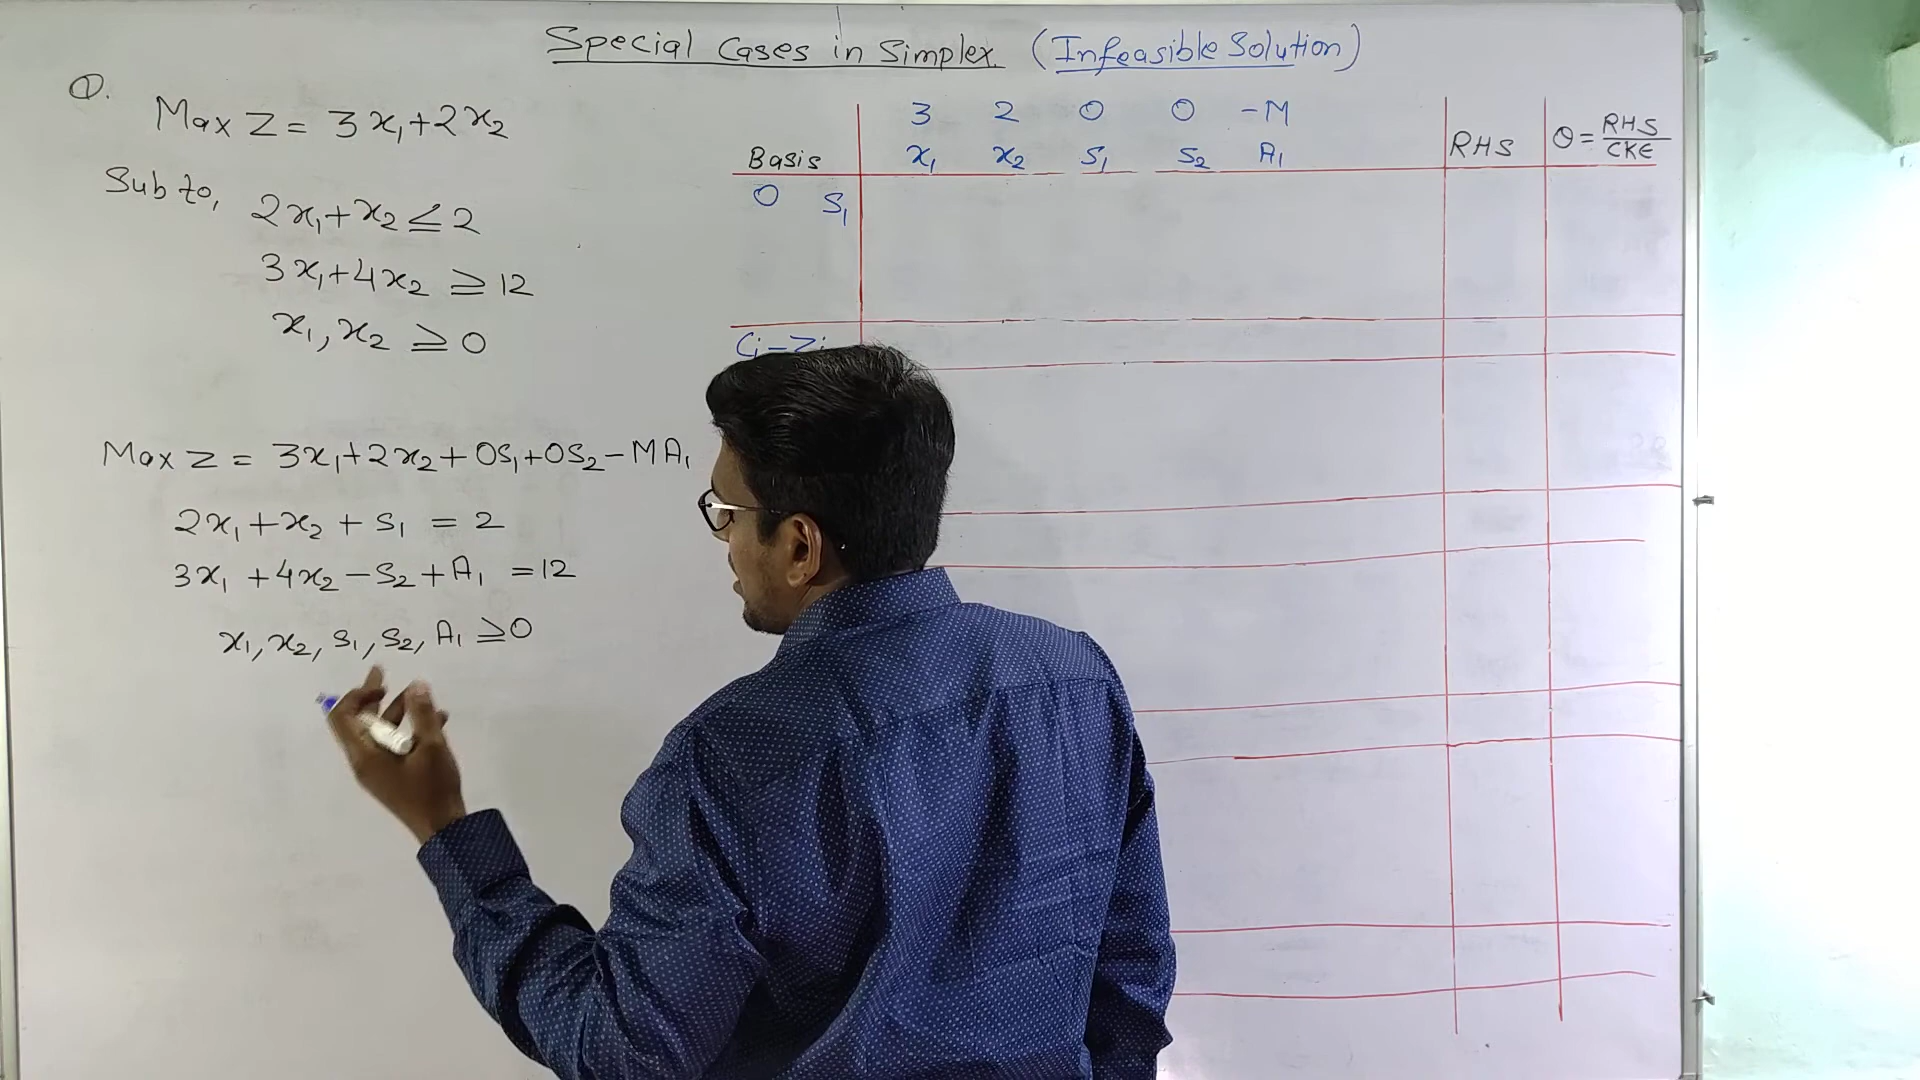 Special Cases in Simplex (Infeasible Solution)
Q.
Max Z = 3x₁+2x₂
Sub to,
2x₁+x₂ ≤ 2
3x₁+4x₂ ≥ 12
x₁, x₂ ≥ 0
Max Z = 3x₁+2x₂+0S₁+0S₂-MA₁
2x₁+x₂+S₁ = 2
3x₁+4x₂-S₂+A₁ = 12
x₁, x₂, S₁, S₂, A₁ ≥ 0
3 2 0 0 -M
Basis x₁ x₂ S₁ S₂ A₁ RHS θ = RHS/CKE
0 S₁
Cj-Zj